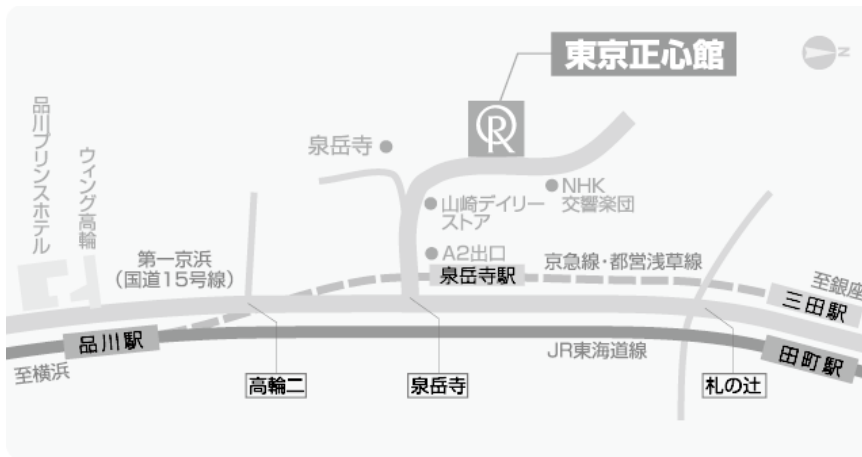 東京正心館
N
R
泉岳寺
NHK
交響楽団
山崎デイリー
ストア
A2出口
品川プリンスホテル
ウィング高輪
第一京浜
(国道15号線)
泉岳寺駅
京急線・都営浅草線
至銀座
三田駅
品川駅
至横浜
JR東海道線
田町駅
高輪二
泉岳寺
札の辻